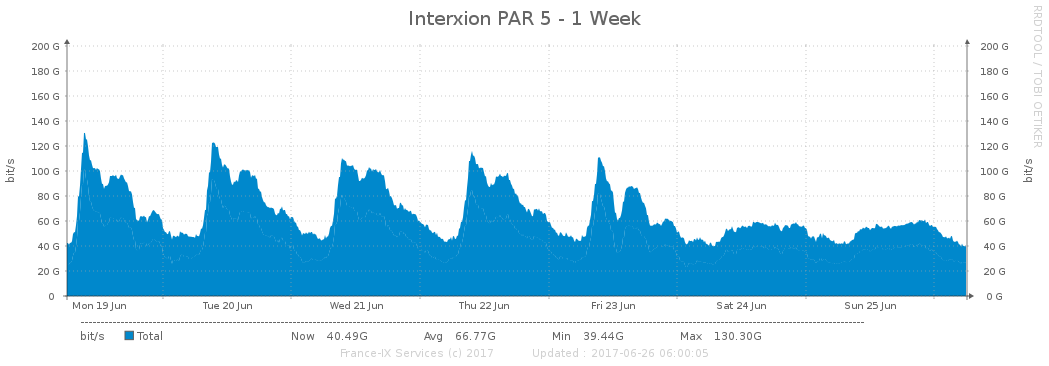 Interxion PAR 5 - 1 Week
RRDTOOL / TOBI OETIKER
200 G 200 G
180 G 180 G
160 G 160 G
140 G 140 G
120 G 120 G
100 G 100 G
80 G 80 G
60 G 60 G
40 G 40 G
20 G 20 G
0 0 G
bit/s bit/s
Mon 19 Jun Tue 20 Jun Wed 21 Jun Thu 22 Jun Fri 23 Jun Sat 24 Jun Sun 25 Jun
bit/s Total Now 40.49G Avg 66.77G Min 39.44G Max 130.30G
France-IX Services (c) 2017 Updated : 2017-06-26 06:00:05